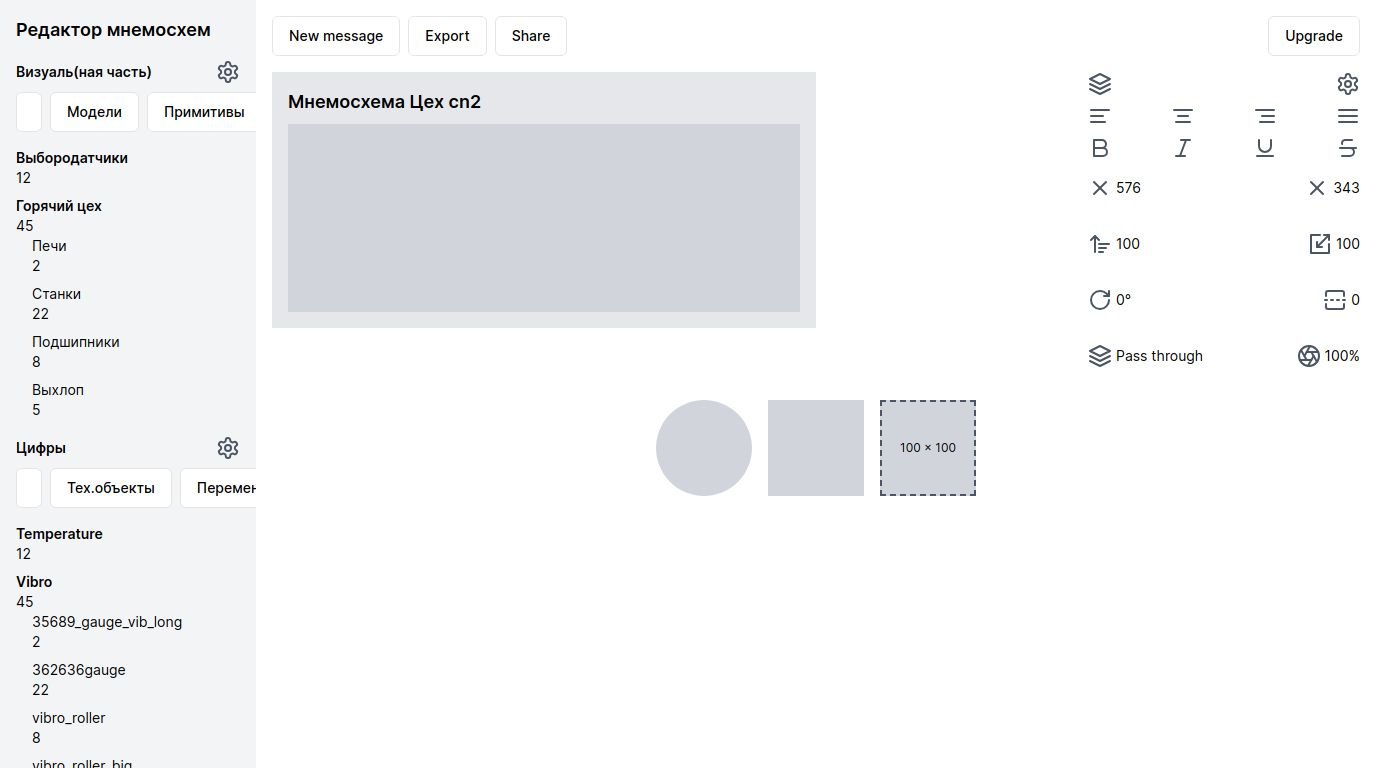 Редактор мнемосхем
Визуаль(ная часть)
Модели
Примитивы
Выбородатчики
12
Горячий цех
45
Печи
2
Станки
22
Подшипники
8
Выхлоп
5
Цифры
Тех.объекты
Перемен
Temperature
12
Vibro
45
35689_gauge_vib_long
2
362636gauge
22
vibro_roller
8
vibro_roller_big
New message
Export
Share
Upgrade
Мнемосхема Цех сп2
100 × 100
576
343
100
100
0°
0
Pass through
100%